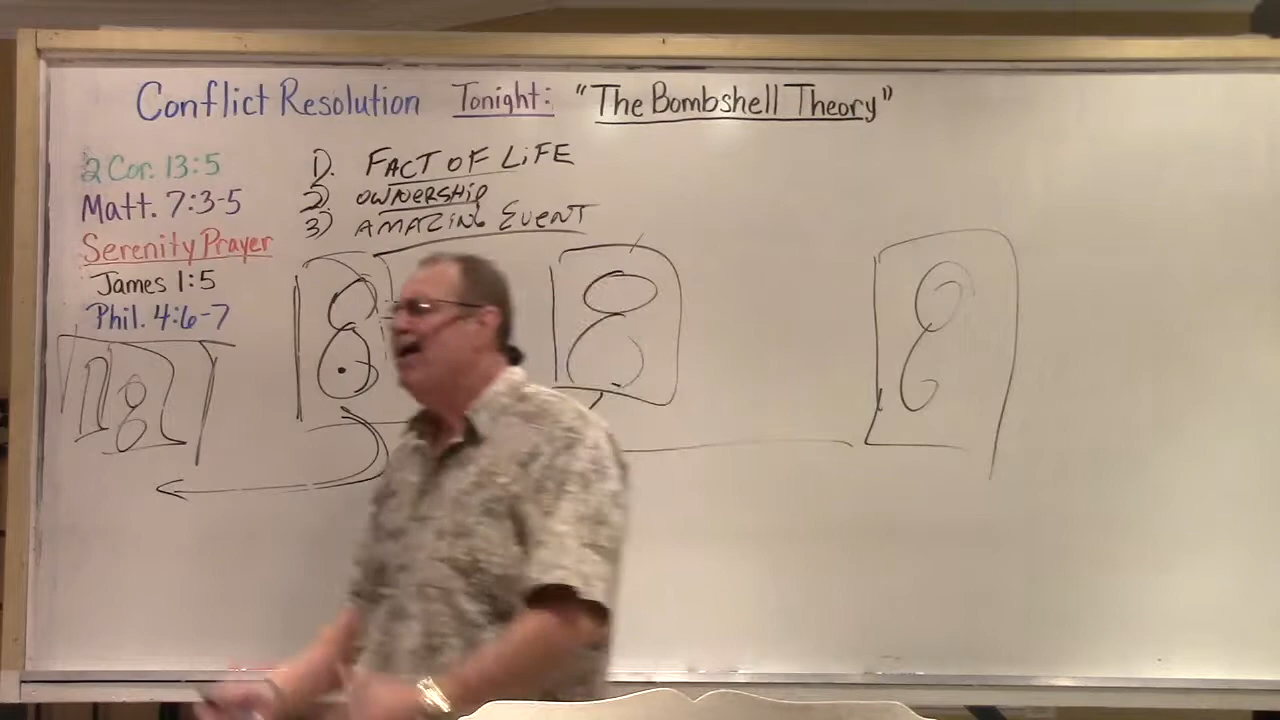 Conflict Resolution Tonight: "The Bombshell Theory"
2 Cor. 13:5
Matt. 7:3-5
Serenity Prayer
James 1:5
Phil. 4:6-7
1). FACT OF LiFE
2) OWNERSHiP
3) AMAZING EVENT